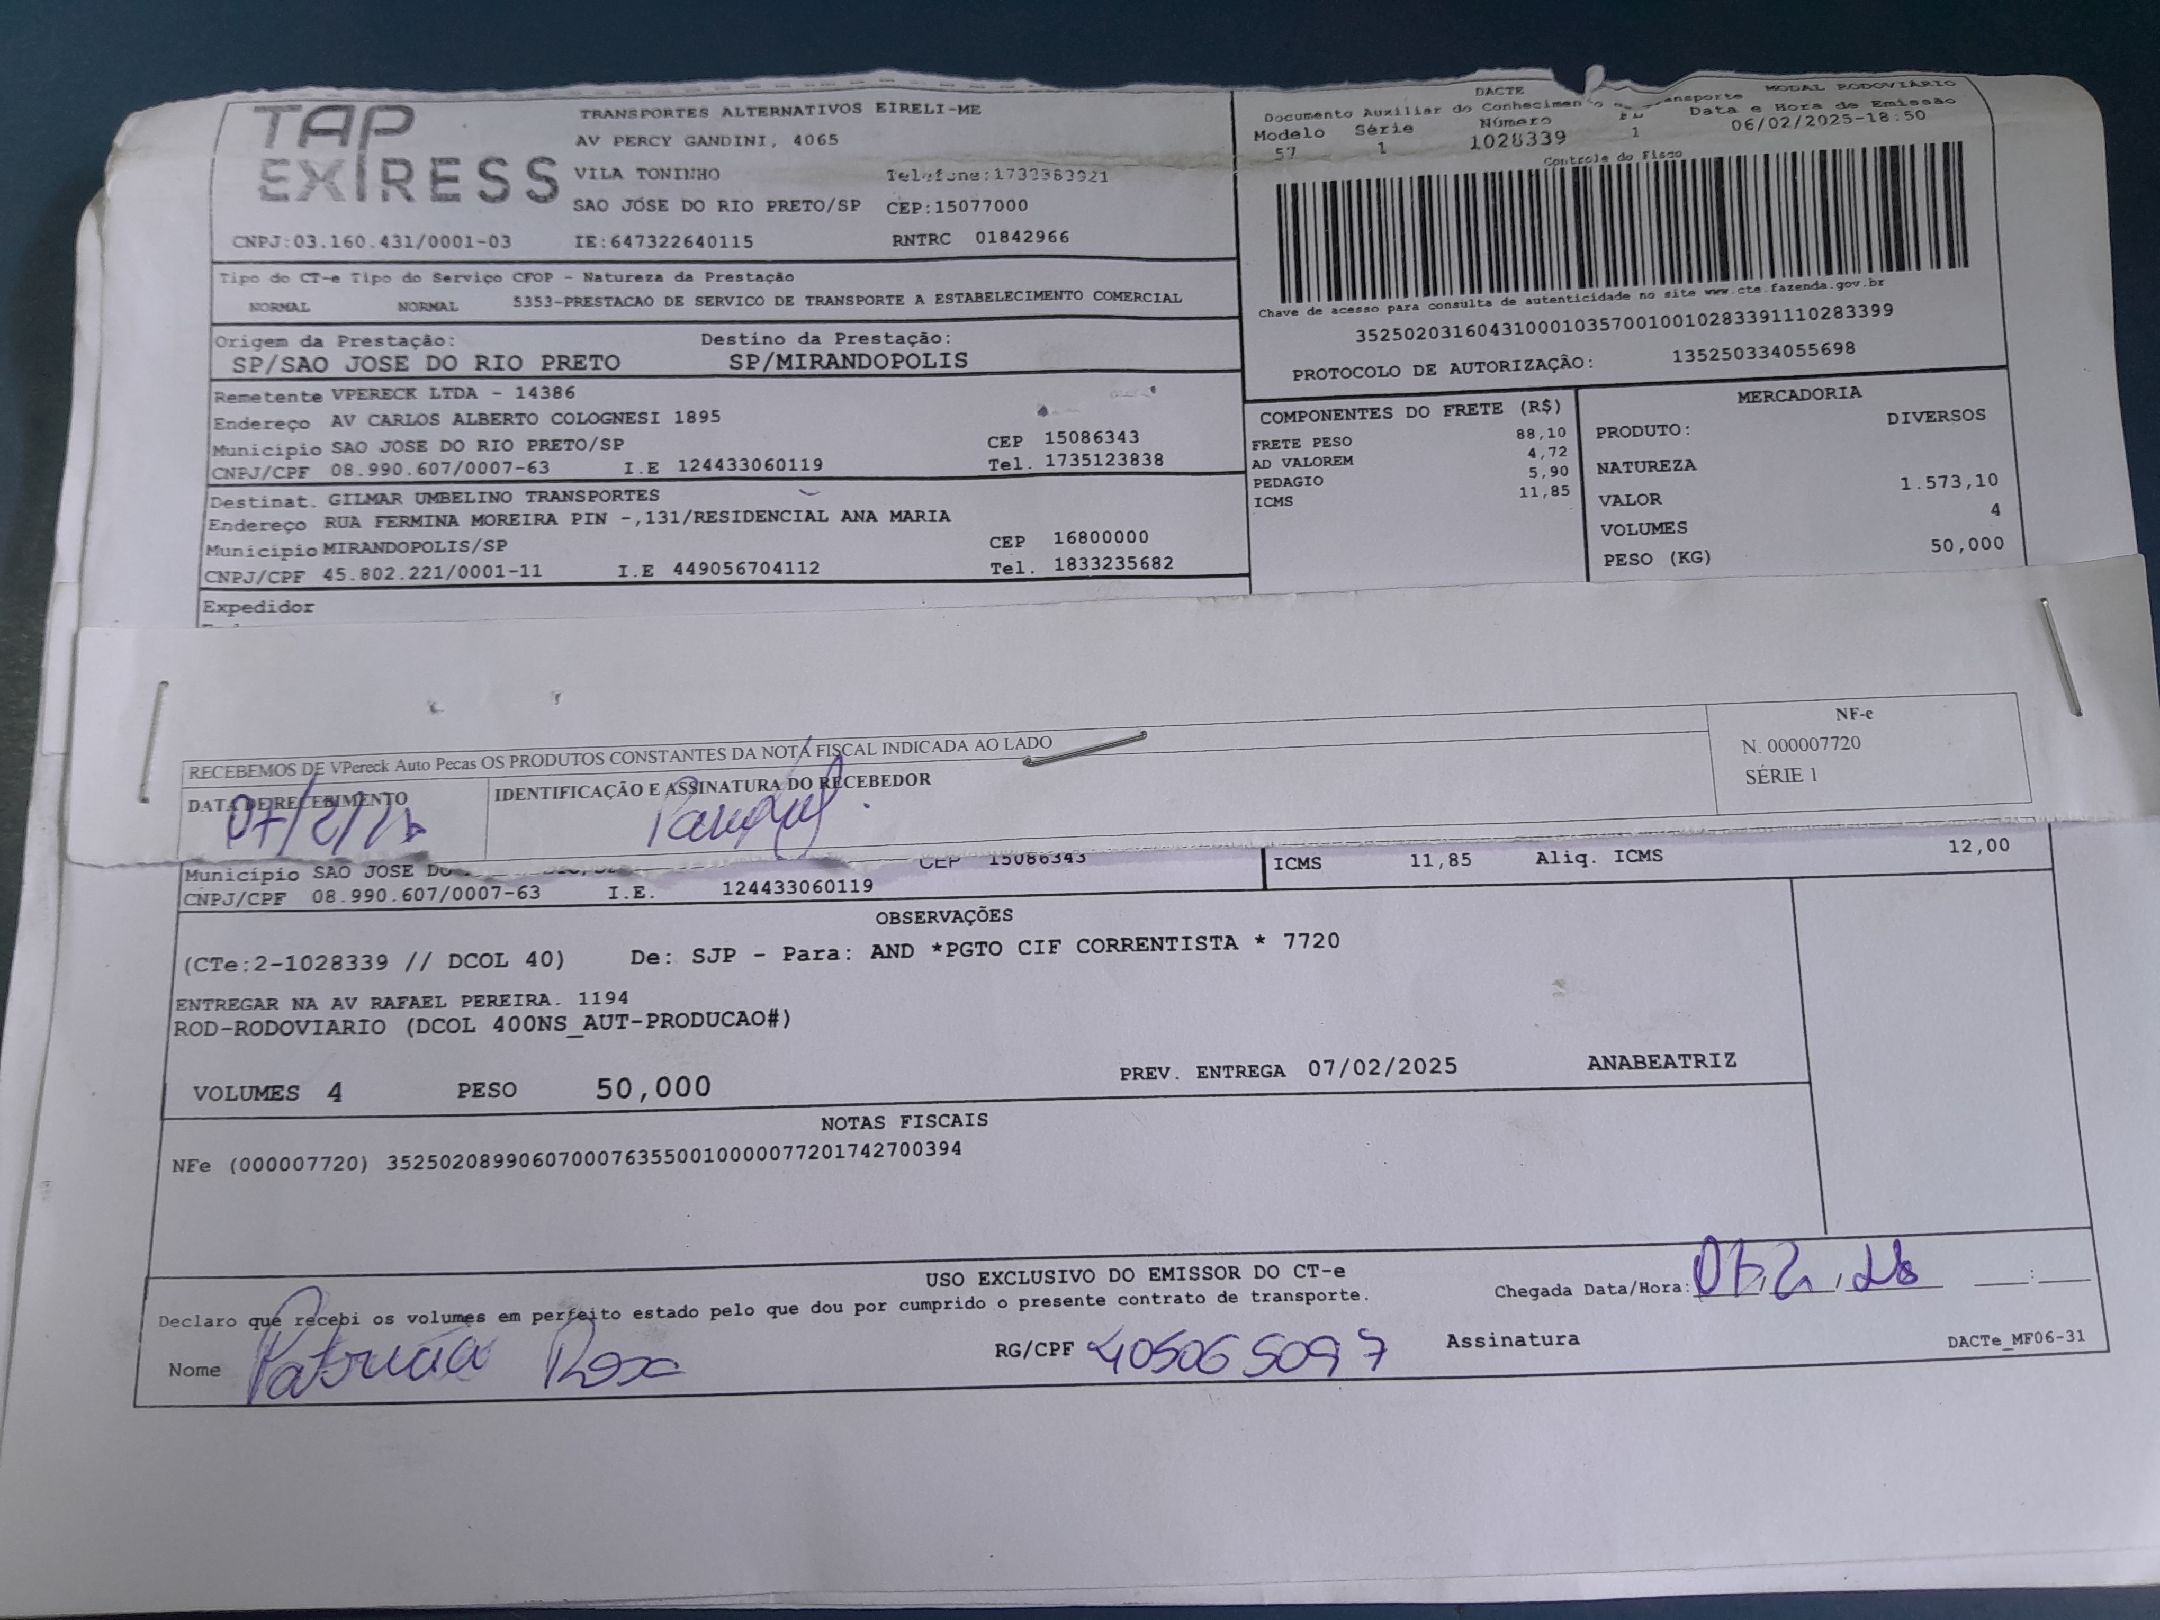 TAP EXPRESS
TRANSPORTES ALTERNATIVOS EIRELI-ME
AV PERCY GANDINI, 4065
VILA TONINHO Telefone:1732363321
SAO JOSE DO RIO PRETO/SP CEP:15077000
CNPJ:03.160.431/0001-03 IE:647322640115 RNTRC 01842966
DACTE MODAL RODOVIÁRIO
Documento Auxiliar do Conhecimento Transporte
Modelo Série Número Data e Hora de Emissão
57 1 1028339 1 06/02/2025-18:50
Controle do Fisco
Chave de acesso para consulta de autenticidade no site www.cte.fazenda.gov.br
35250203160431000103570010010283391110283399
PROTOCOLO DE AUTORIZAÇÃO: 135250334055698
Tipo do CT-e Tipo do Serviço CFOP - Natureza da Prestação
NORMAL NORMAL 5353-PRESTACAO DE SERVICO DE TRANSPORTE A ESTABELECIMENTO COMERCIAL
Origem da Prestação: Destino da Prestação:
SP/SAO JOSE DO RIO PRETO SP/MIRANDOPOLIS
Remetente VPERECK LTDA - 14386
Endereço AV CARLOS ALBERTO COLOGNESI 1895
Município SAO JOSE DO RIO PRETO/SP CEP 15086343
CNPJ/CPF 08.990.607/0007-63 I.E 124433060119 Tel. 1735123838
Destinat. GILMAR UMBELINO TRANSPORTES
Endereço RUA FERMINA MOREIRA PIN -,131/RESIDENCIAL ANA MARIA
Município MIRANDOPOLIS/SP CEP 16800000
CNPJ/CPF 45.802.221/0001-11 I.E 449056704112 Tel. 1833235682
Expedidor
COMPONENTES DO FRETE (R$)
FRETE PESO 88,10
AD VALOREM 4,72
PEDAGIO 5,90
ICMS 11,85
MERCADORIA
PRODUTO: DIVERSOS
NATUREZA
VALOR 1.573,10
VOLUMES 4
PESO (KG) 50,000
RECEBEMOS DE VPereck Auto Pecas OS PRODUTOS CONSTANTES DA NOTA FISCAL INDICADA AO LADO
DATA DE RECEBIMENTO IDENTIFICAÇÃO E ASSINATURA DO RECEBEDOR
07/2/25
NF-e
N. 000007720
SÉRIE 1
Município SAO JOSE DO CEP 15086343
CNPJ/CPF 08.990.607/0007-63 I.E. 124433060119
ICMS 11,85 Aliq. ICMS 12,00
OBSERVAÇÕES
(CTe:2-1028339 // DCOL 40) De: SJP - Para: AND *PGTO CIF CORRENTISTA * 7720
ENTREGAR NA AV RAFAEL PEREIRA. 1194
ROD-RODOVIARIO (DCOL 400NS_AUT-PRODUCAO#)
VOLUMES 4 PESO 50,000 PREV. ENTREGA 07/02/2025 ANABEATRIZ
NOTAS FISCAIS
NFe (000007720) 35250208990607000763550010000077201742700394
USO EXCLUSIVO DO EMISSOR DO CT-e
Declaro que recebi os volumes em perfeito estado pelo que dou por cumprido o presente contrato de transporte.
Chegada Data/Hora: 07/2/25 :
Nome Patricia Rosa RG/CPF 405065097 Assinatura
DACTe_MF06-31